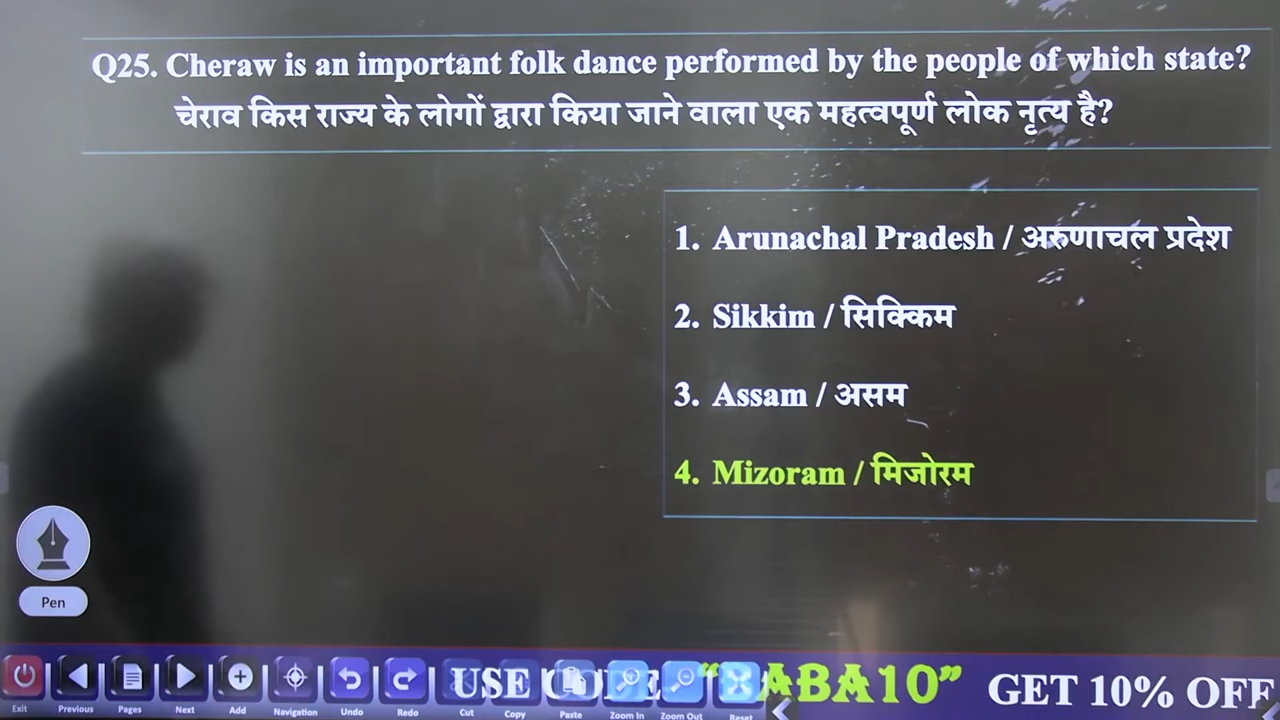 Q25. Cheraw is an important folk dance performed by the people of which state?
चेराव किस राज्य के लोगों द्वारा किया जाने वाला एक महत्वपूर्ण लोक नृत्य है?
1. Arunachal Pradesh / अरुणाचल प्रदेश
2. Sikkim / सिक्किम
3. Assam / असम
4. Mizoram / मिजोरम
Pen
USE CODE "BABA10" GET 10% OFF
Exit Previous Pages Next Add Navigation Undo Redo Cut Copy Paste Zoom In Zoom Out Reset